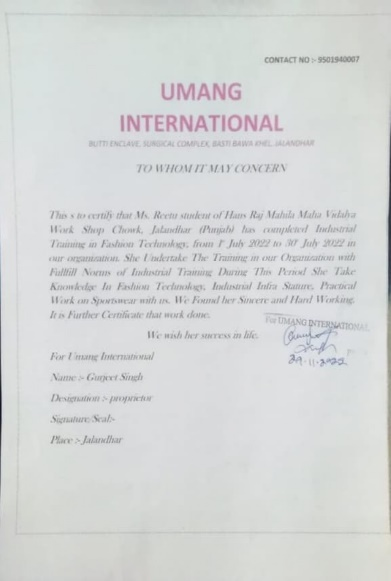 CONTACT NO :- 9501940007
UMANG
INTERNATIONAL
BUTTI ENCLAVE, SURGICAL COMPLEX, BASTI BAWA KHEL, JALANDHAR
TO WHOM IT MAY CONCERN
This s to certify that Ms. Reetu student of Hans Raj Mahila Maha Vidalya
Work Shop Chowk, Jalandhar (Punjab) has completed Industrial
Training in Fashion Technology, from 1st July 2022 to 30th July 2022 in
our organization. She Undertake The Training in our Organization with
Fullfill Norms of Industrial Training During This Period She Take
Knowledge In Fashion Technology, Industrial Infra Stature, Practical
Work on Sportswear with us. We Found her Sincere and Hard Working.
It is Further Certificate that work done.
For UMANG INTERNATIONAL
We wish her success in life.
29.11.2022
For Umang International
Name :- Gurjeet Singh
Designation :- proprietor
Signature/Seal:-
Place :- Jalandhar